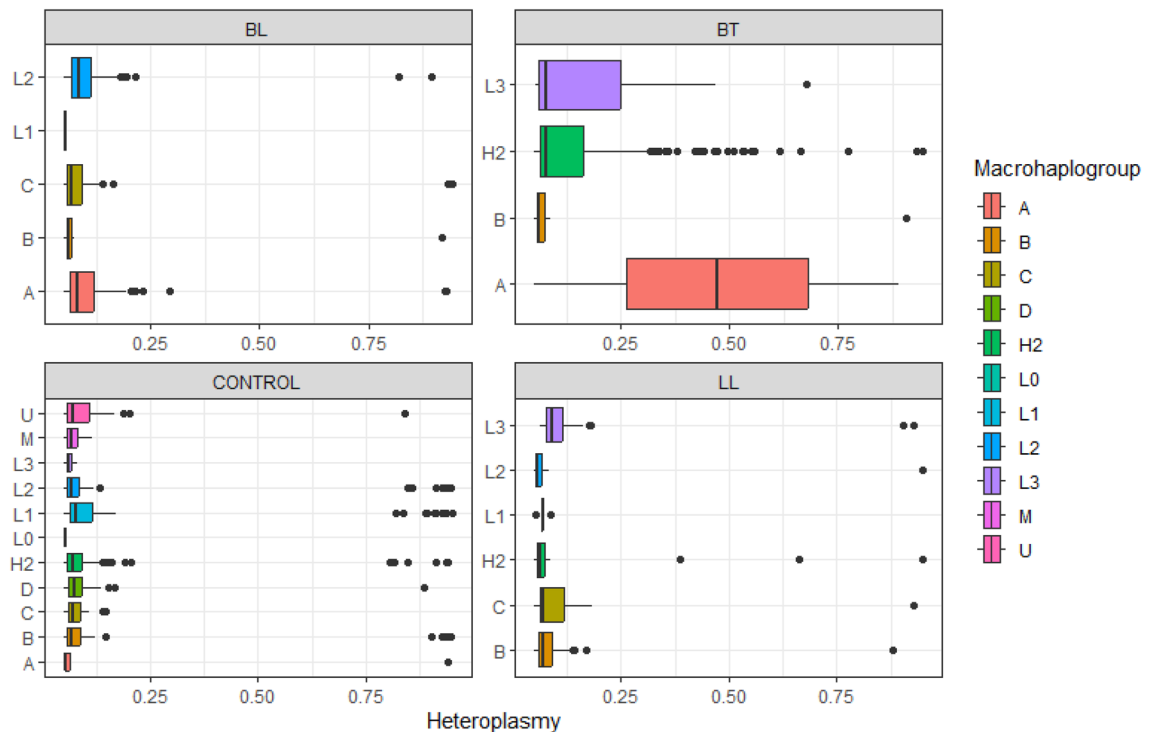 BL
L2
L1
C
B
A
0.25 0.50 0.75
BT
L3
H2
B
A
0.25 0.50 0.75
CONTROL
U
M
L3
L2
L1
L0
H2
D
C
B
A
0.25 0.50 0.75
LL
L3
L2
L1
H2
C
B
0.25 0.50 0.75
Heteroplasmy
Macrohaplogroup
A
B
C
D
H2
L0
L1
L2
L3
M
U